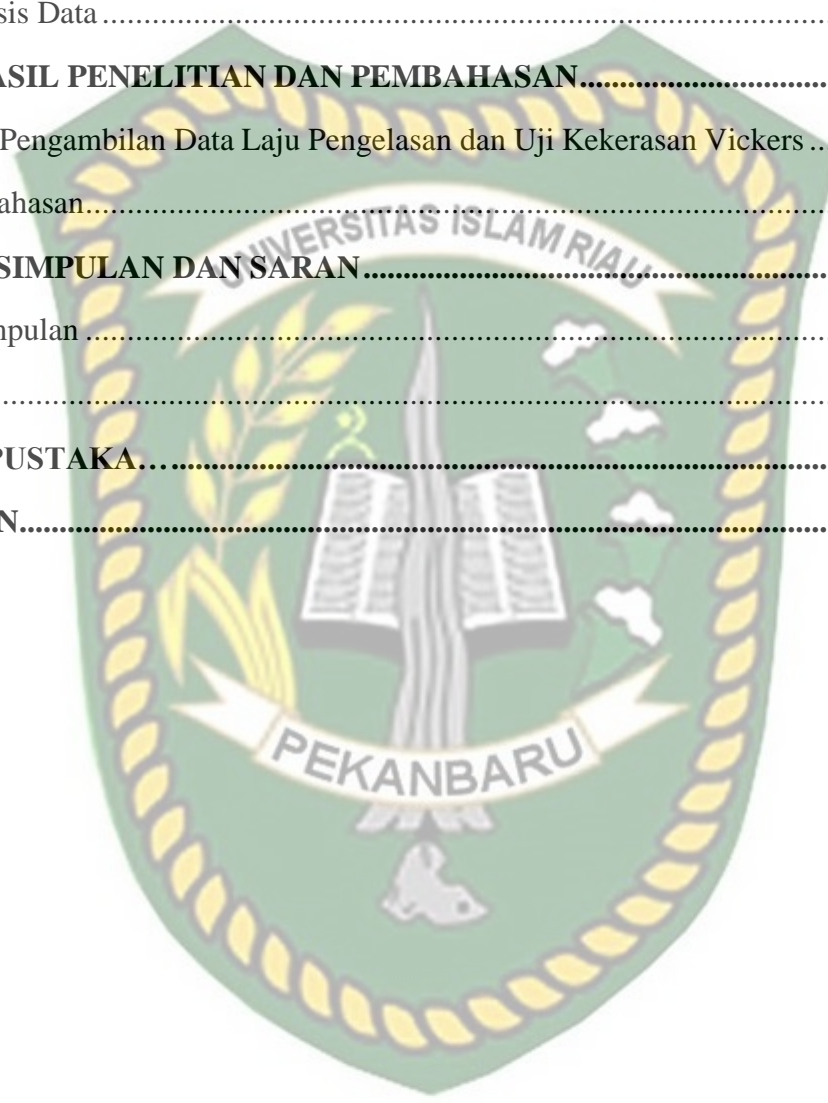 sis Data ........................................................................................
ASIL PENELITIAN DAN PEMBAHASAN...............................
Pengambilan Data Laju Pengelasan dan Uji Kekerasan Vickers ..
ahasan............................................................................................
UNIVERSITAS ISLAM RIAU
SIMPULAN DAN SARAN..........................................................
mpulan ...........................................................................................
.......................................................................................................
PUSTAKA…...................................................................................
N.....................................................................................................
PEKANBARU